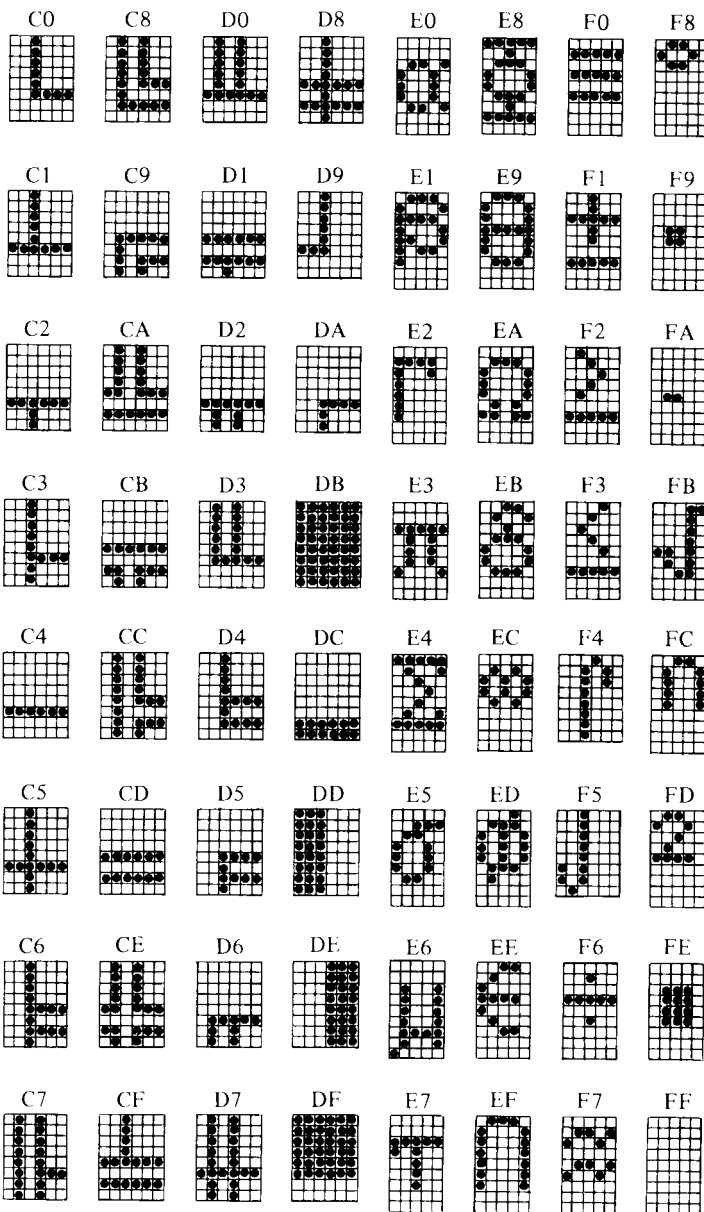 C0 C8 D0 D8 E0 E8 F0 F8
C1 C9 D1 D9 E1 E9 F1 F9
C2 CA D2 DA E2 EA F2 FA
C3 CB D3 DB E3 EB F3 FB
C4 CC D4 DC E4 EC F4 FC
C5 CD D5 DD E5 ED F5 FD
C6 CE D6 DE E6 EE F6 FE
C7 CF D7 DF E7 EF F7 FF